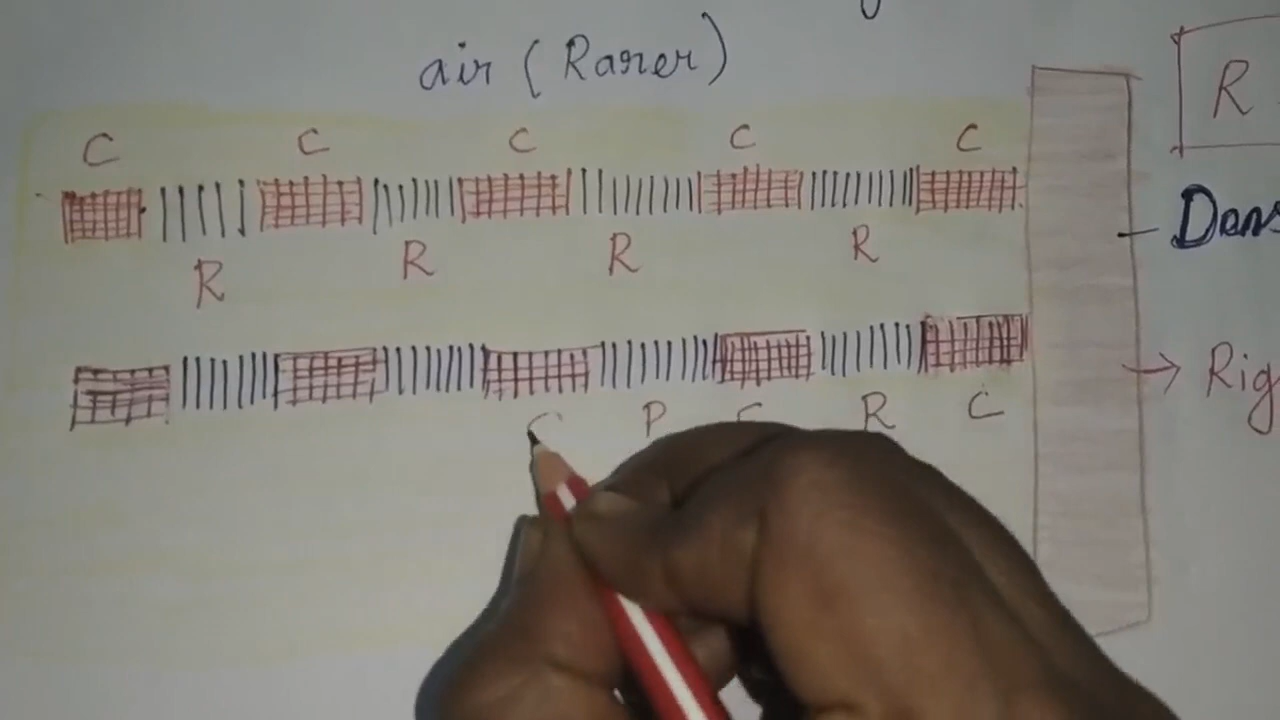 air (Rarer)
R
C C C C C
Dens
R R R R
Rig
C P C R C